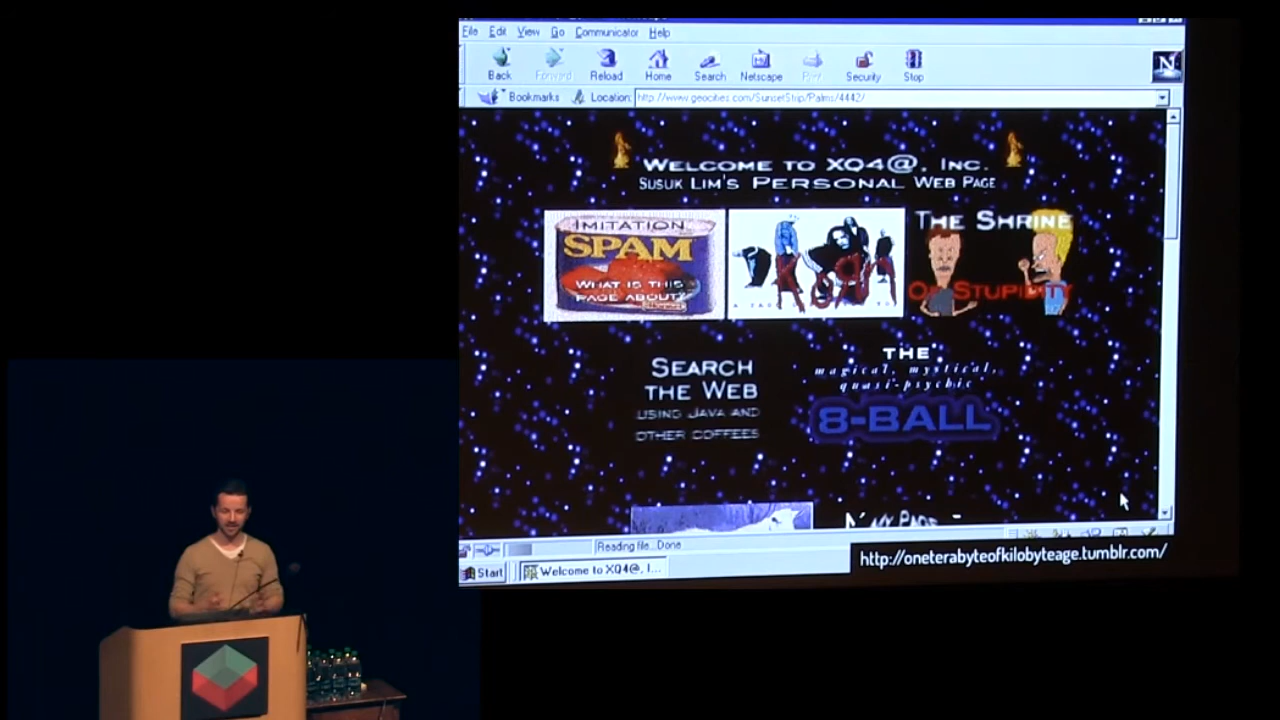 File Edit View Go Communicator Help
Back Forward Reload Home Search Netscape Print Security Stop
N
Bookmarks Location: http://www.geocities.com/SunsetStrip/Palms/4442/
WELCOME TO XQ4@, INC.
SUSUK LIM'S PERSONAL WEB PAGE
IMITATION
SPAM
WHAT IS THIS
PAGE ABOUT?
KoЯn
THE SHRINE
OF STUPIDITY
SEARCH
THE WEB
USING JAVA AND
OTHER COFFEES
THE
magical, mystical,
quasi-psychic
8-BALL
Reading file...Done
Start Welcome to XQ4@, I...
http://oneterabyteofkilobyteage.tumblr.com/